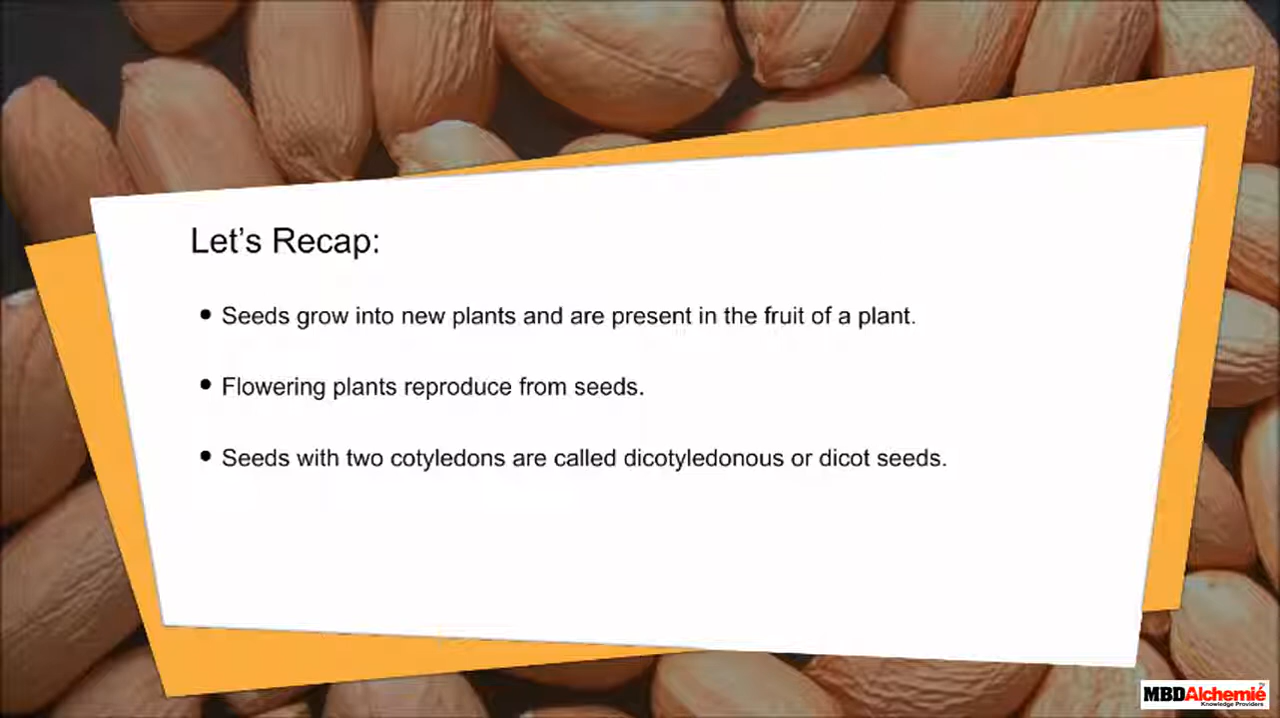 Let’s Recap:
• Seeds grow into new plants and are present in the fruit of a plant.
• Flowering plants reproduce from seeds.
• Seeds with two cotyledons are called dicotyledonous or dicot seeds.
MBDAlchemié
Knowledge Providers